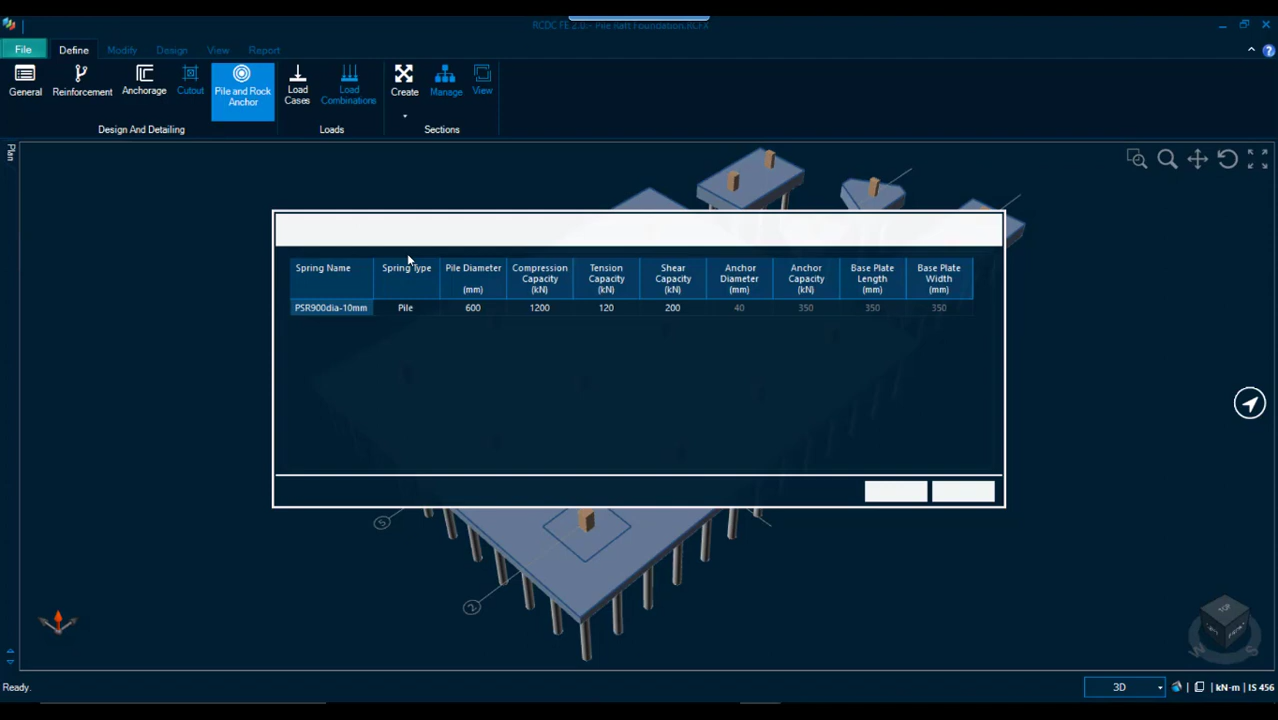 RCDC FE 2.0 - Pile Raft Foundation.RCFX
File Define Modify Design View Report
General Reinforcement Anchorage Cutout Pile and Rock Anchor Load Cases Load Combinations Create Manage View
Design And Detailing Loads Sections
Plan
Spring Name Spring Type Pile Diameter (mm) Compression Capacity (kN) Tension Capacity (kN) Shear Capacity (kN) Anchor Diameter (mm) Anchor Capacity (kN) Base Plate Length (mm) Base Plate Width (mm)
PSR900dia-10mm Pile 600 1200 120 200 40 350 350 350
5
2
TOP
W S
Ready. 3D kN-m IS 456